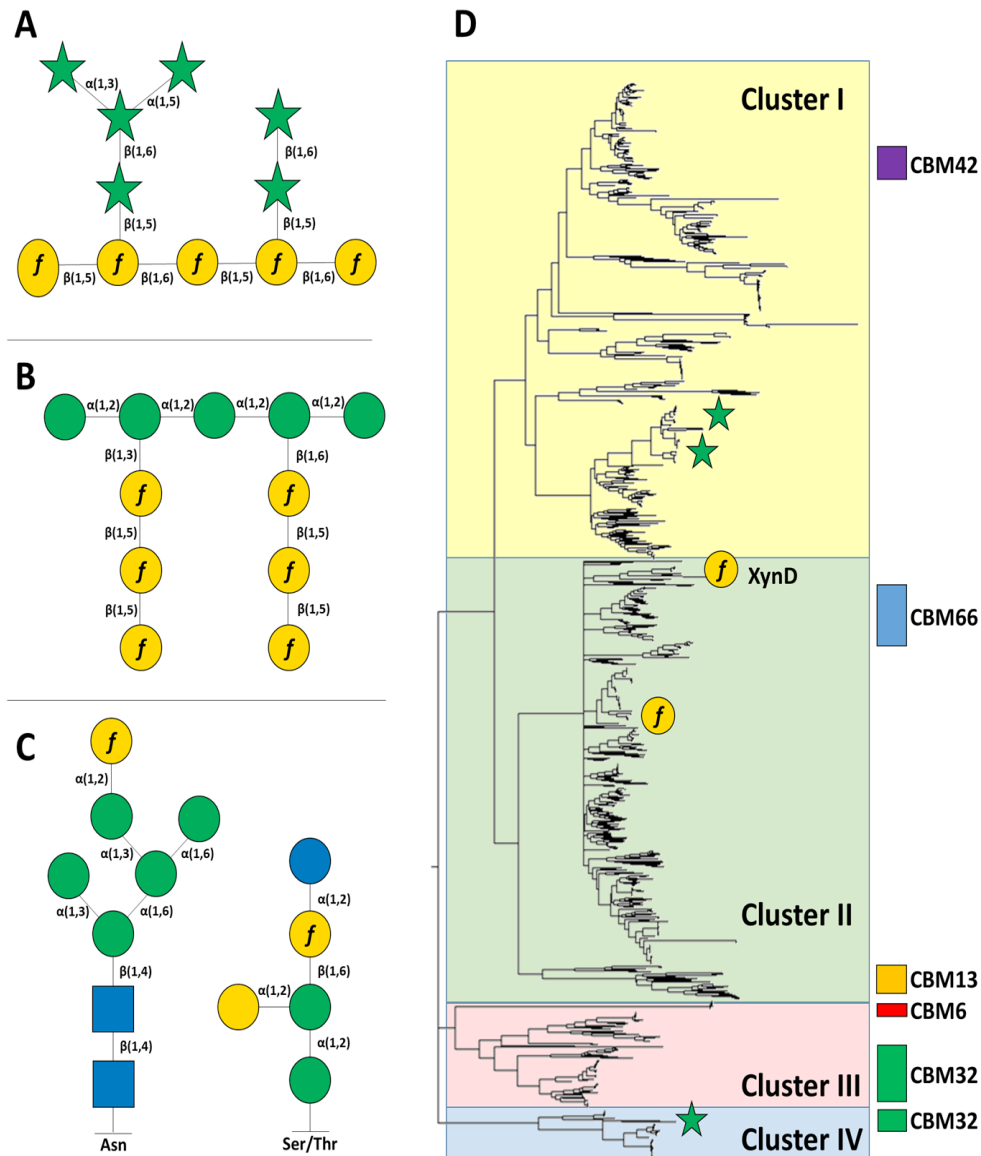 A
α(1,3)
α(1,5)
β(1,6)
β(1,6)
β(1,5)
β(1,5)
f β(1,5) f β(1,6) f β(1,5) f β(1,6) f
B
α(1,2) α(1,2) α(1,2) α(1,2)
β(1,3) β(1,6)
f f
β(1,5) β(1,5)
f f
β(1,5) β(1,5)
f f
C
f
α(1,2)
α(1,3) α(1,6)
α(1,3) α(1,6)
β(1,4)
β(1,4)
Asn
α(1,2)
f
β(1,6)
α(1,2)
α(1,2)
Ser/Thr
D
Cluster I
CBM42
f XynD
CBM66
f
Cluster II
CBM13
CBM6
Cluster III
CBM32
CBM32
Cluster IV